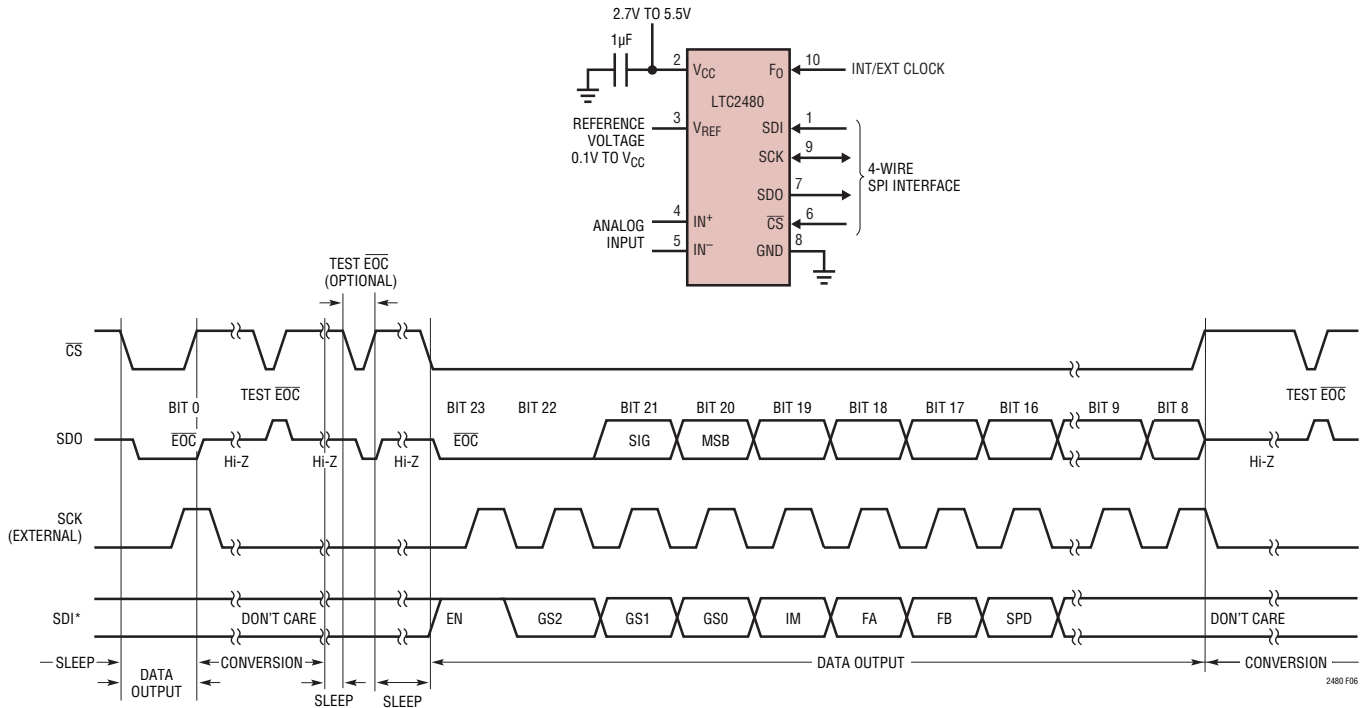 2.7V TO 5.5V
1µF
2 VCC
FO 10
INT/EXT CLOCK
LTC2480
REFERENCE
VOLTAGE
0.1V TO VCC
3 VREF
SDI 1
SCK 9
SDO 7
CS 6
GND 8
4-WIRE
SPI INTERFACE
ANALOG
INPUT
4 IN+
5 IN–
TEST EOC
(OPTIONAL)
CS
TEST EOC
TEST EOC
BIT 0
BIT 23 BIT 22 BIT 21 BIT 20 BIT 19 BIT 18 BIT 17 BIT 16 BIT 9 BIT 8
SDO
EOC
Hi-Z
Hi-Z
Hi-Z
EOC
SIG
MSB
Hi-Z
SCK
(EXTERNAL)
SDI*
DON'T CARE
EN GS2 GS1 GS0 IM FA FB SPD
DON'T CARE
SLEEP
DATA
OUTPUT
CONVERSION
SLEEP
SLEEP
DATA OUTPUT
CONVERSION
2480 F06